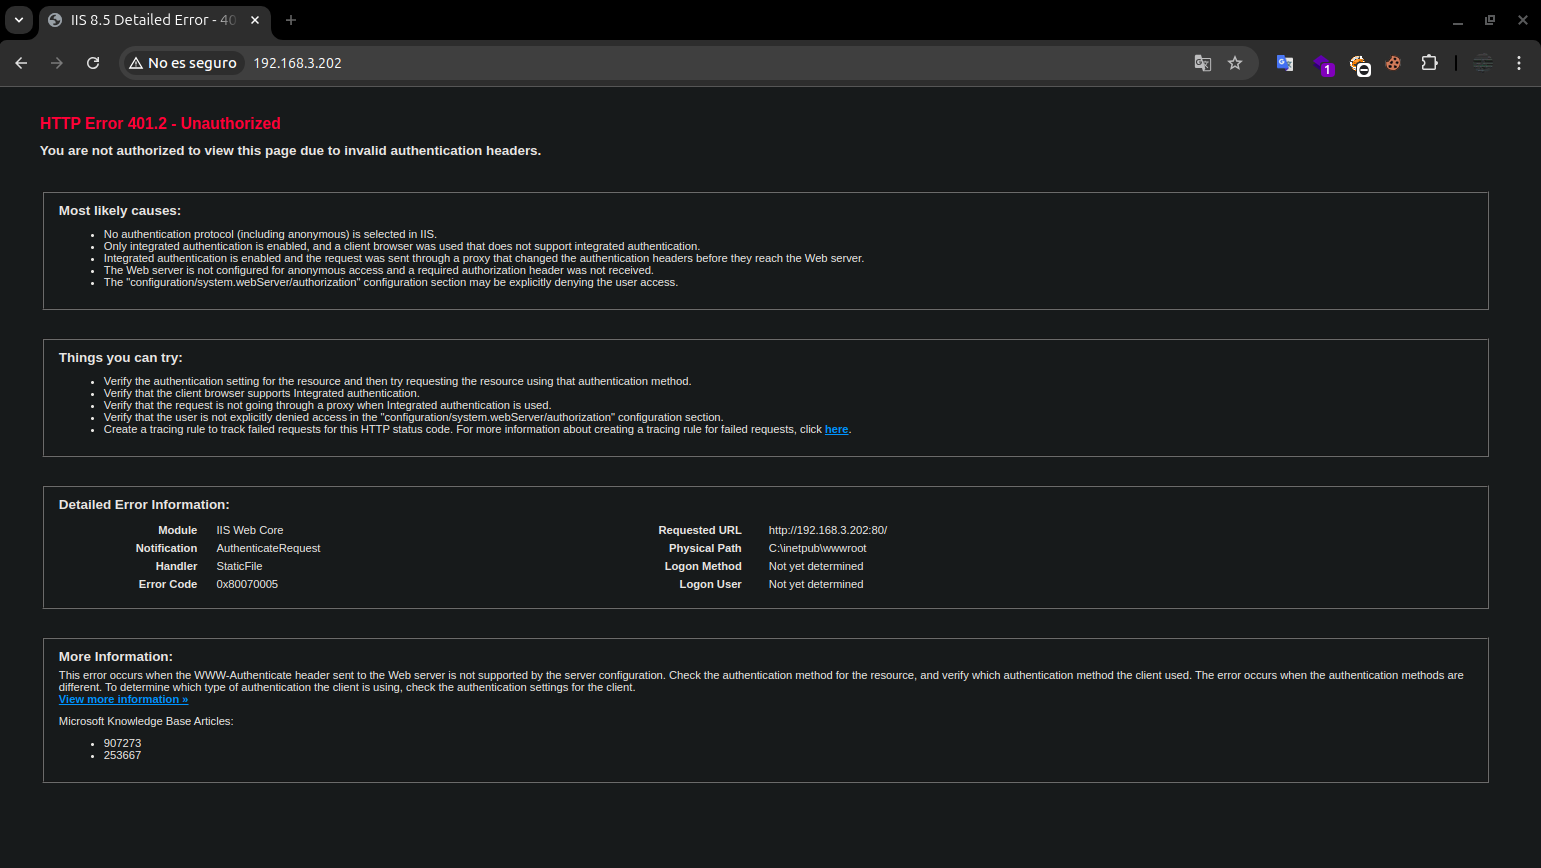 IIS 8.5 Detailed Error - 40
No es seguro 192.168.3.202
1
HTTP Error 401.2 - Unauthorized
You are not authorized to view this page due to invalid authentication headers.
Most likely causes:
No authentication protocol (including anonymous) is selected in IIS.
Only integrated authentication is enabled, and a client browser was used that does not support integrated authentication.
Integrated authentication is enabled and the request was sent through a proxy that changed the authentication headers before they reach the Web server.
The Web server is not configured for anonymous access and a required authorization header was not received.
The "configuration/system.webServer/authorization" configuration section may be explicitly denying the user access.
Things you can try:
Verify the authentication setting for the resource and then try requesting the resource using that authentication method.
Verify that the client browser supports Integrated authentication.
Verify that the request is not going through a proxy when Integrated authentication is used.
Verify that the user is not explicitly denied access in the "configuration/system.webServer/authorization" configuration section.
Create a tracing rule to track failed requests for this HTTP status code. For more information about creating a tracing rule for failed requests, click here.
Detailed Error Information:
Module IIS Web Core Requested URL http://192.168.3.202:80/
Notification AuthenticateRequest Physical Path C:\inetpub\wwwroot
Handler StaticFile Logon Method Not yet determined
Error Code 0x80070005 Logon User Not yet determined
More Information:
This error occurs when the WWW-Authenticate header sent to the Web server is not supported by the server configuration. Check the authentication method for the resource, and verify which authentication method the client used. The error occurs when the authentication methods are
different. To determine which type of authentication the client is using, check the authentication settings for the client.
View more information »
Microsoft Knowledge Base Articles:
907273
253667